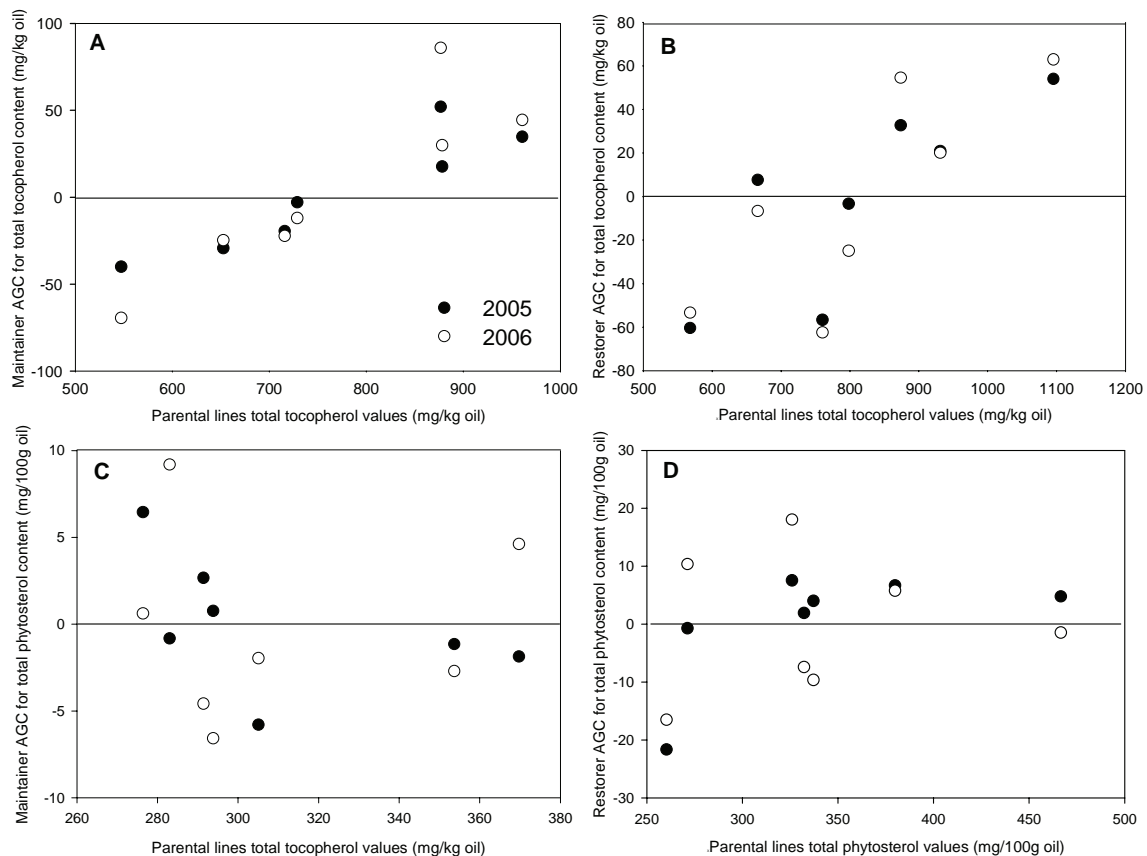 A
Maintainer AGC for total tocopherol content (mg/kg oil)
100
50
0
-50
-100
2005
2006
500 600 700 800 900 1000
Parental lines total tocopherol values (mg/kg oil)
B
Restorer AGC for total tocopherol content (mg/kg oil)
80
60
40
20
0
-20
-40
-60
-80
500 600 700 800 900 1000 1100 1200
.Parental lines total tocopherol values (mg/kg oil)
C
Maintainer AGC for total phytosterol content (mg/100g oil)
10
5
0
-5
-10
260 280 300 320 340 360 380
Parental lines total tocopherol values (mg/kg oil)
D
Restorer AGC for total phytosterol content (mg/100g oil)
30
20
10
0
-10
-20
-30
250 300 350 400 450 500
.Parental lines total phytosterol values (mg/100g oil)